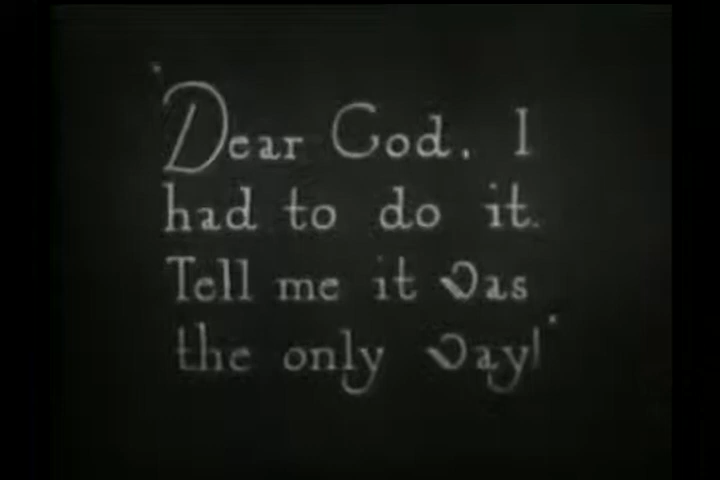 "Dear God, I
had to do it.
Tell me it was
the only way!"